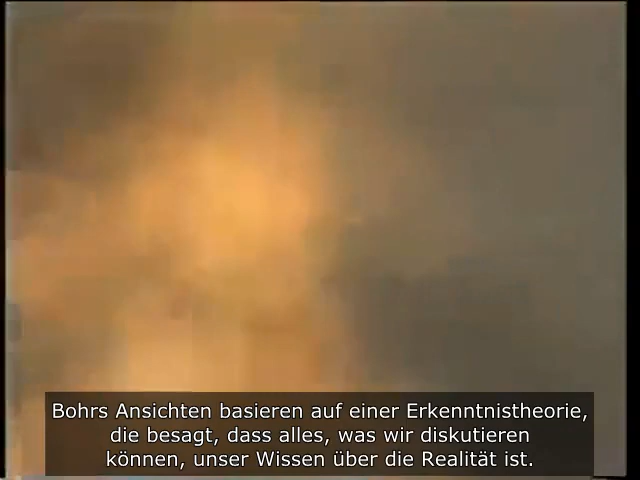 Bohrs Ansichten basieren auf einer Erkenntnistheorie,
die besagt, dass alles, was wir diskutieren
können, unser Wissen über die Realität ist.